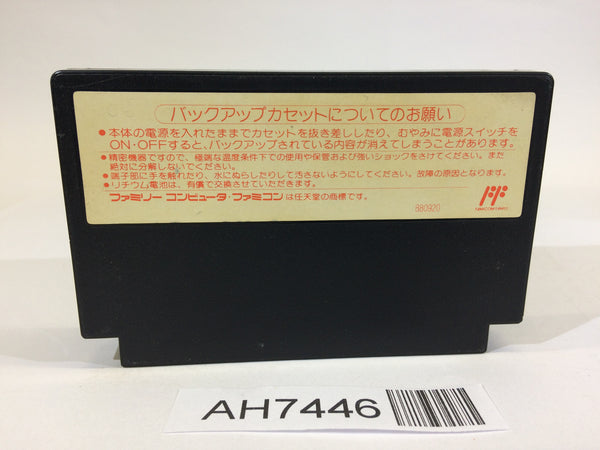 バックアップカセットについてのお願い
●本体の電源を入れたままでカセットを抜き差ししたり、むやみに電源スイッチを
ON・OFFすると、バックアップされている内容が消えてしまうことがあります。
●精密機器ですので、極端な温度条件下での使用や保管および強いショックをさけてください。また
絶対に分解しないでください。
●端子部に手を触れたり、水にぬらしたりして汚さないようにしてください。故障の原因となります。
●リチウム電池は、有償で交換させていただきます。
ファミリーコンピュータ・ファミコンは任天堂の商標です。
880920
FAMICOM FAMILY
AH7446